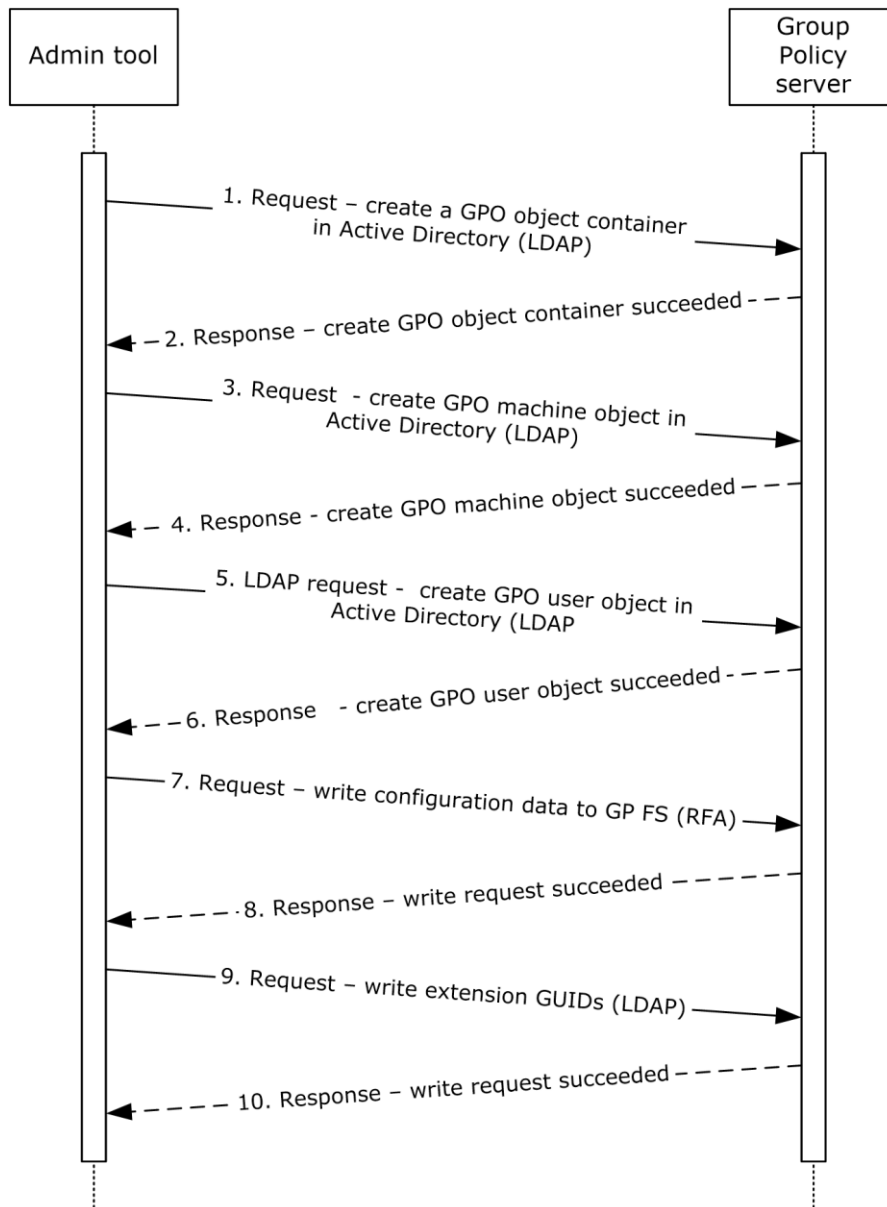 Admin tool
Group
Policy
server
1. Request – create a GPO object container
in Active Directory (LDAP)
2. Response – create GPO object container succeeded
3. Request  - create GPO machine object in
Active Directory (LDAP)
4. Response - create GPO machine object succeeded
5. LDAP request -  create GPO user object in
Active Directory (LDAP
6. Response   - create GPO user object succeeded
7. Request – write configuration data to GP FS (RFA)
8. Response – write request succeeded
9. Request – write extension GUIDs (LDAP)
10. Response – write request succeeded